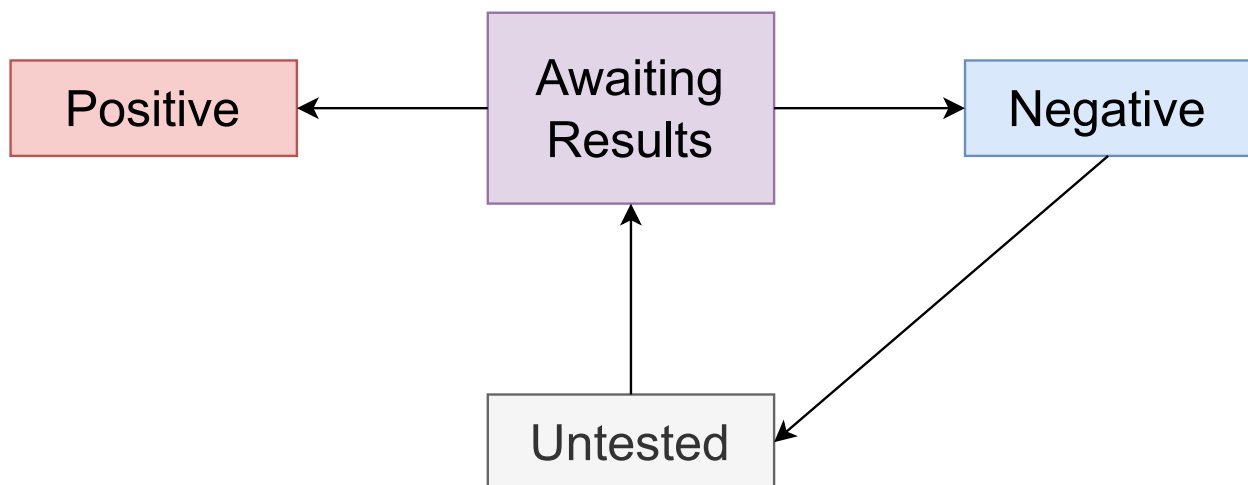 Positive
Awaiting
Results
Negative
Untested